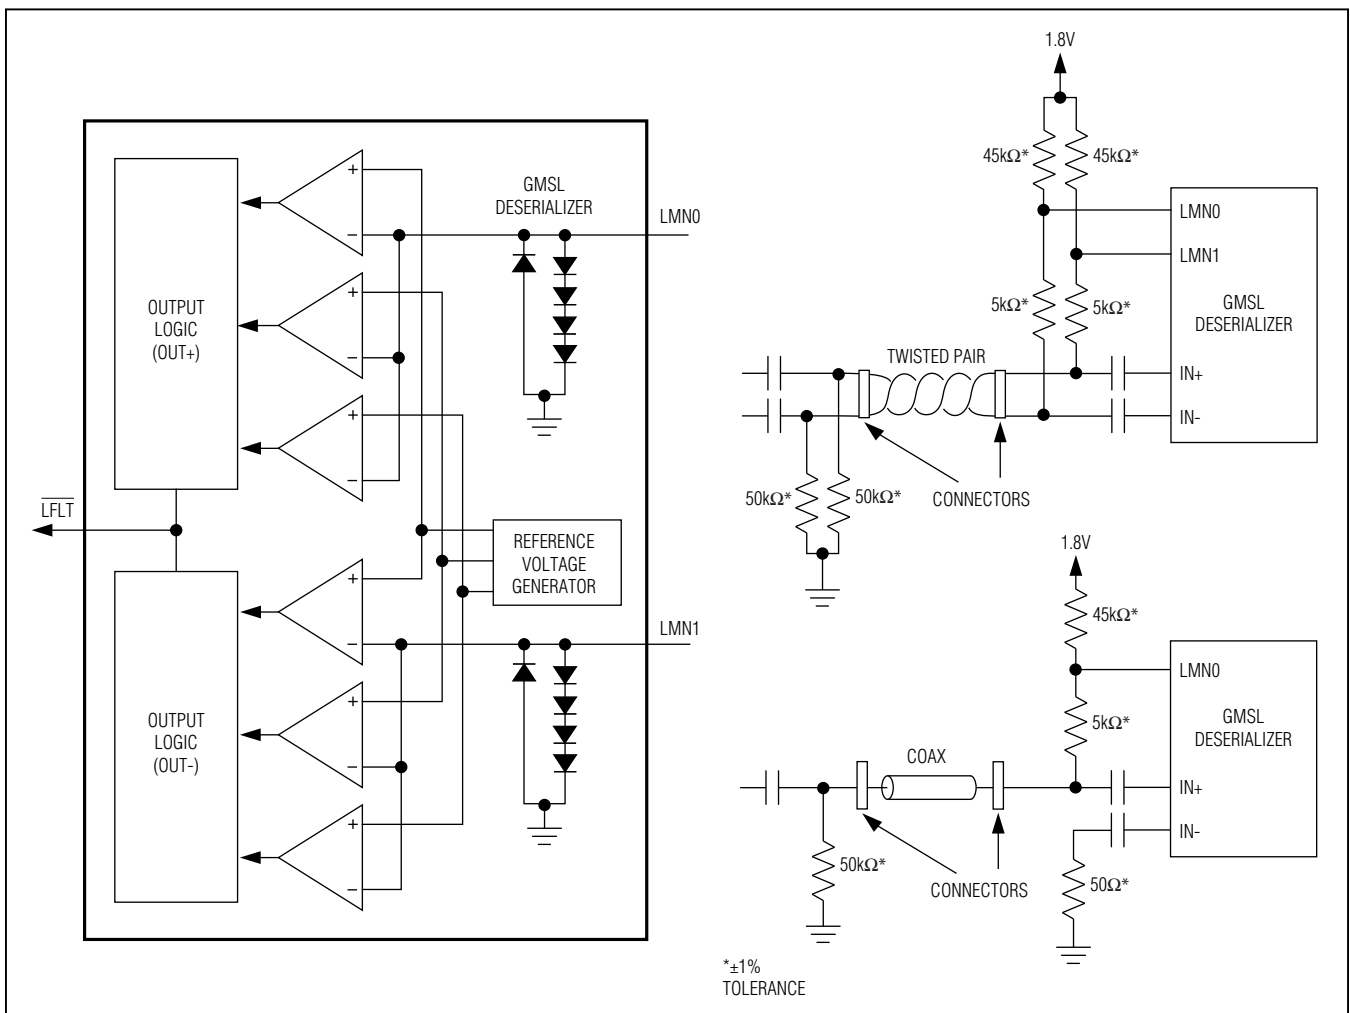 GMSL
DESERIALIZER
LMN0
+
−
+
−
+
−
OUTPUT
LOGIC
(OUT+)
LFLT
REFERENCE
VOLTAGE
GENERATOR
LMN1
+
−
+
−
+
−
OUTPUT
LOGIC
(OUT-)
1.8V
45kΩ*
45kΩ*
LMN0
LMN1
5kΩ*
5kΩ*
GMSL
DESERIALIZER
TWISTED PAIR
IN+
IN-
50kΩ*
50kΩ*
CONNECTORS
1.8V
45kΩ*
LMN0
5kΩ*
GMSL
DESERIALIZER
COAX
IN+
IN-
50kΩ*
CONNECTORS
50Ω*
*±1%
TOLERANCE